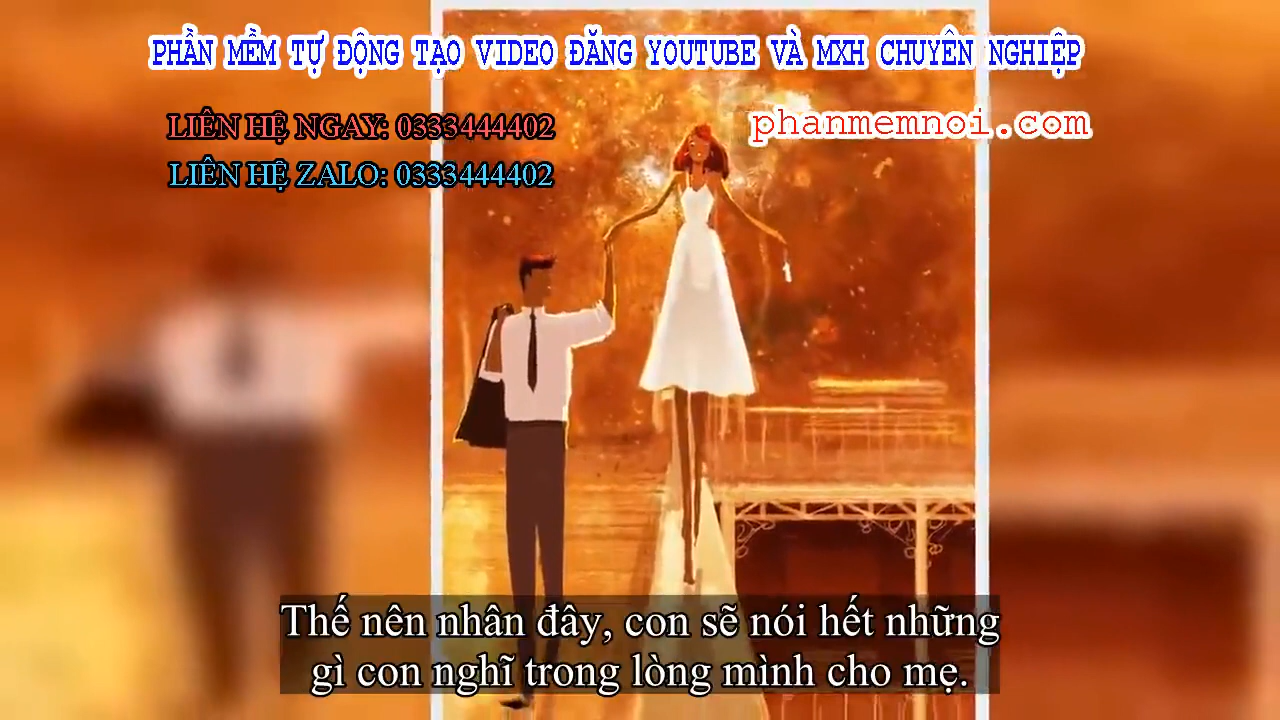 PHẦN MỀM TỰ ĐỘNG TẠO VIDEO ĐĂNG YOUTUBE VÀ MXH CHUYÊN NGHIỆP
LIÊN HỆ NGAY: 0333444402
phanmemnoi.com
LIÊN HỆ ZALO: 0333444402
Thế nên nhân đây, con sẽ nói hết những
gì con nghĩ trong lòng mình cho mẹ.